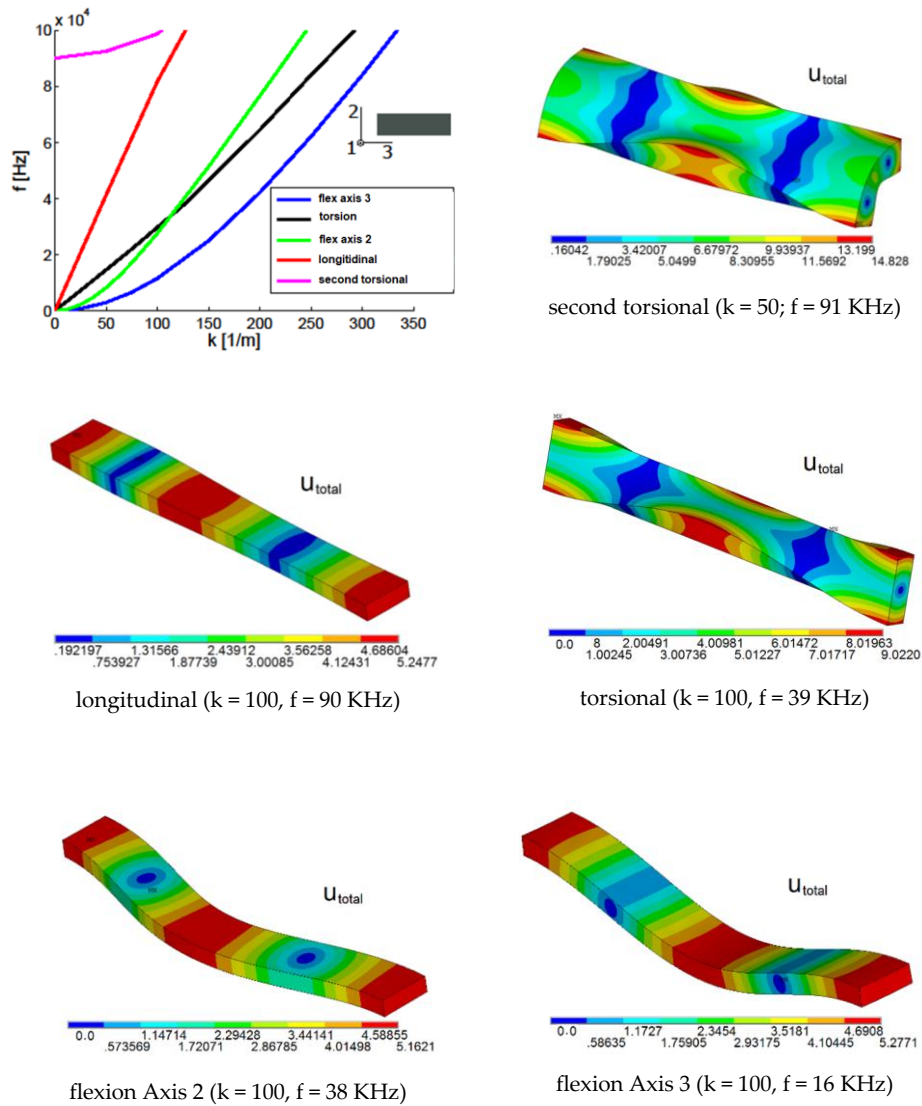 x 10⁴
10
8
6
4
2
0
f [Hz]
0 50 100 150 200 250 300 350
k [1/m]
2
1 3
flex axis 3
torsion
flex axis 2
longitidinal
second torsional
u_total
.16042 3.42007 6.67972 9.93937 13.199
1.79025 5.0499 8.30955 11.5692 14.828
second torsional (k = 50; f = 91 KHz)
u_total
.192197 1.31566 2.43912 3.56258 4.68604
.753927 1.87739 3.00085 4.12431 5.2477
longitudinal (k = 100, f = 90 KHz)
u_total
0.0 8 2.00491 4.00981 6.01472 8.01963
1.00245 3.00736 5.01227 7.01717 9.0220
torsional (k = 100, f = 39 KHz)
u_total
0.0 1.14714 2.29428 3.44141 4.58855
.573569 1.72071 2.86785 4.01498 5.1621
flexion Axis 2 (k = 100, f = 38 KHz)
u_total
0.0 1.1727 2.3454 3.5181 4.6908
.58635 1.75905 2.93175 4.10445 5.2771
flexion Axis 3 (k = 100, f = 16 KHz)